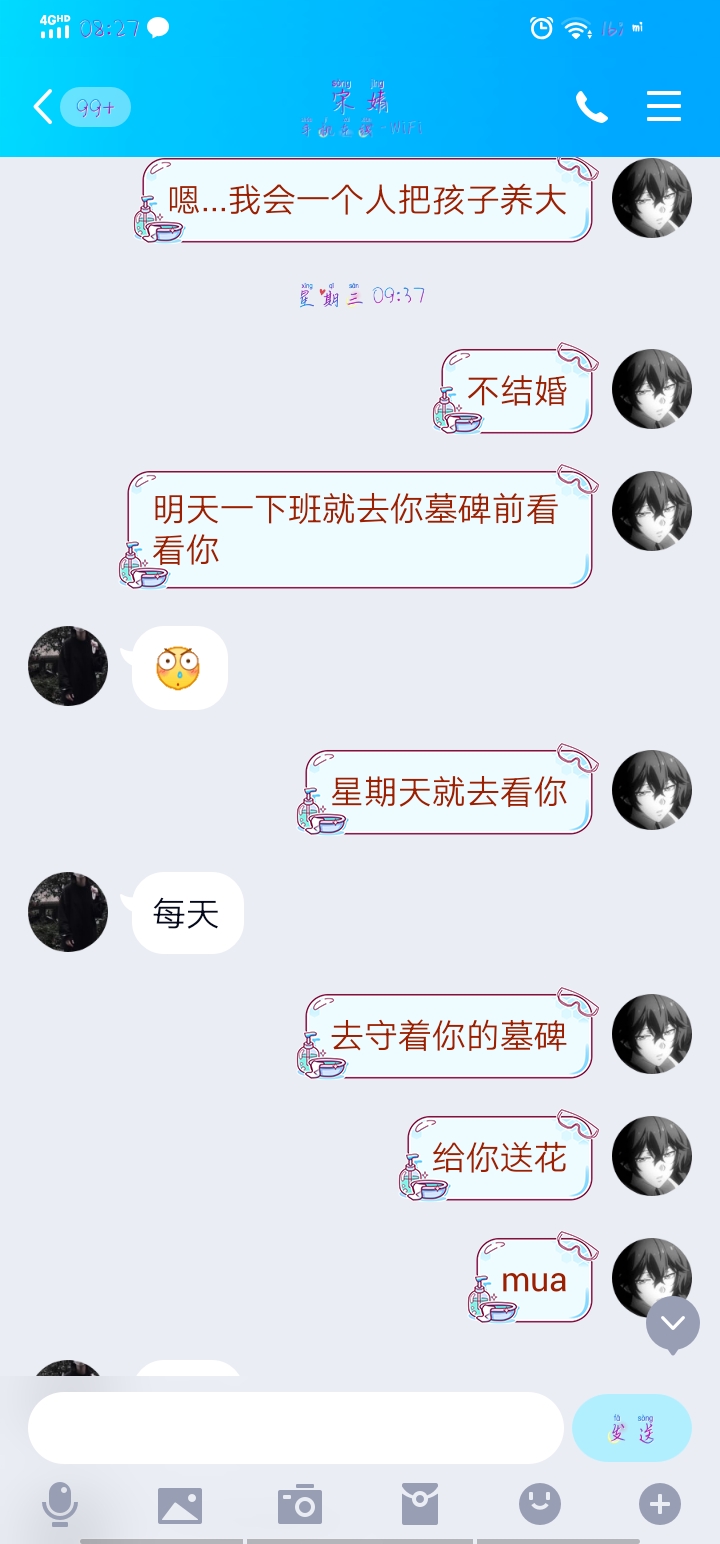 4GHD 08:27
99+
sòng jìng
宋 婧
手机在线 - WiFi
嗯...我会一个人把孩子养大
xīng qī sān
星期三 09:37
不结婚
明天一下班就去你墓碑前看
看你
星期天就去看你
每天
去守着你的墓碑
给你送花
mua
fā sòng
发 送